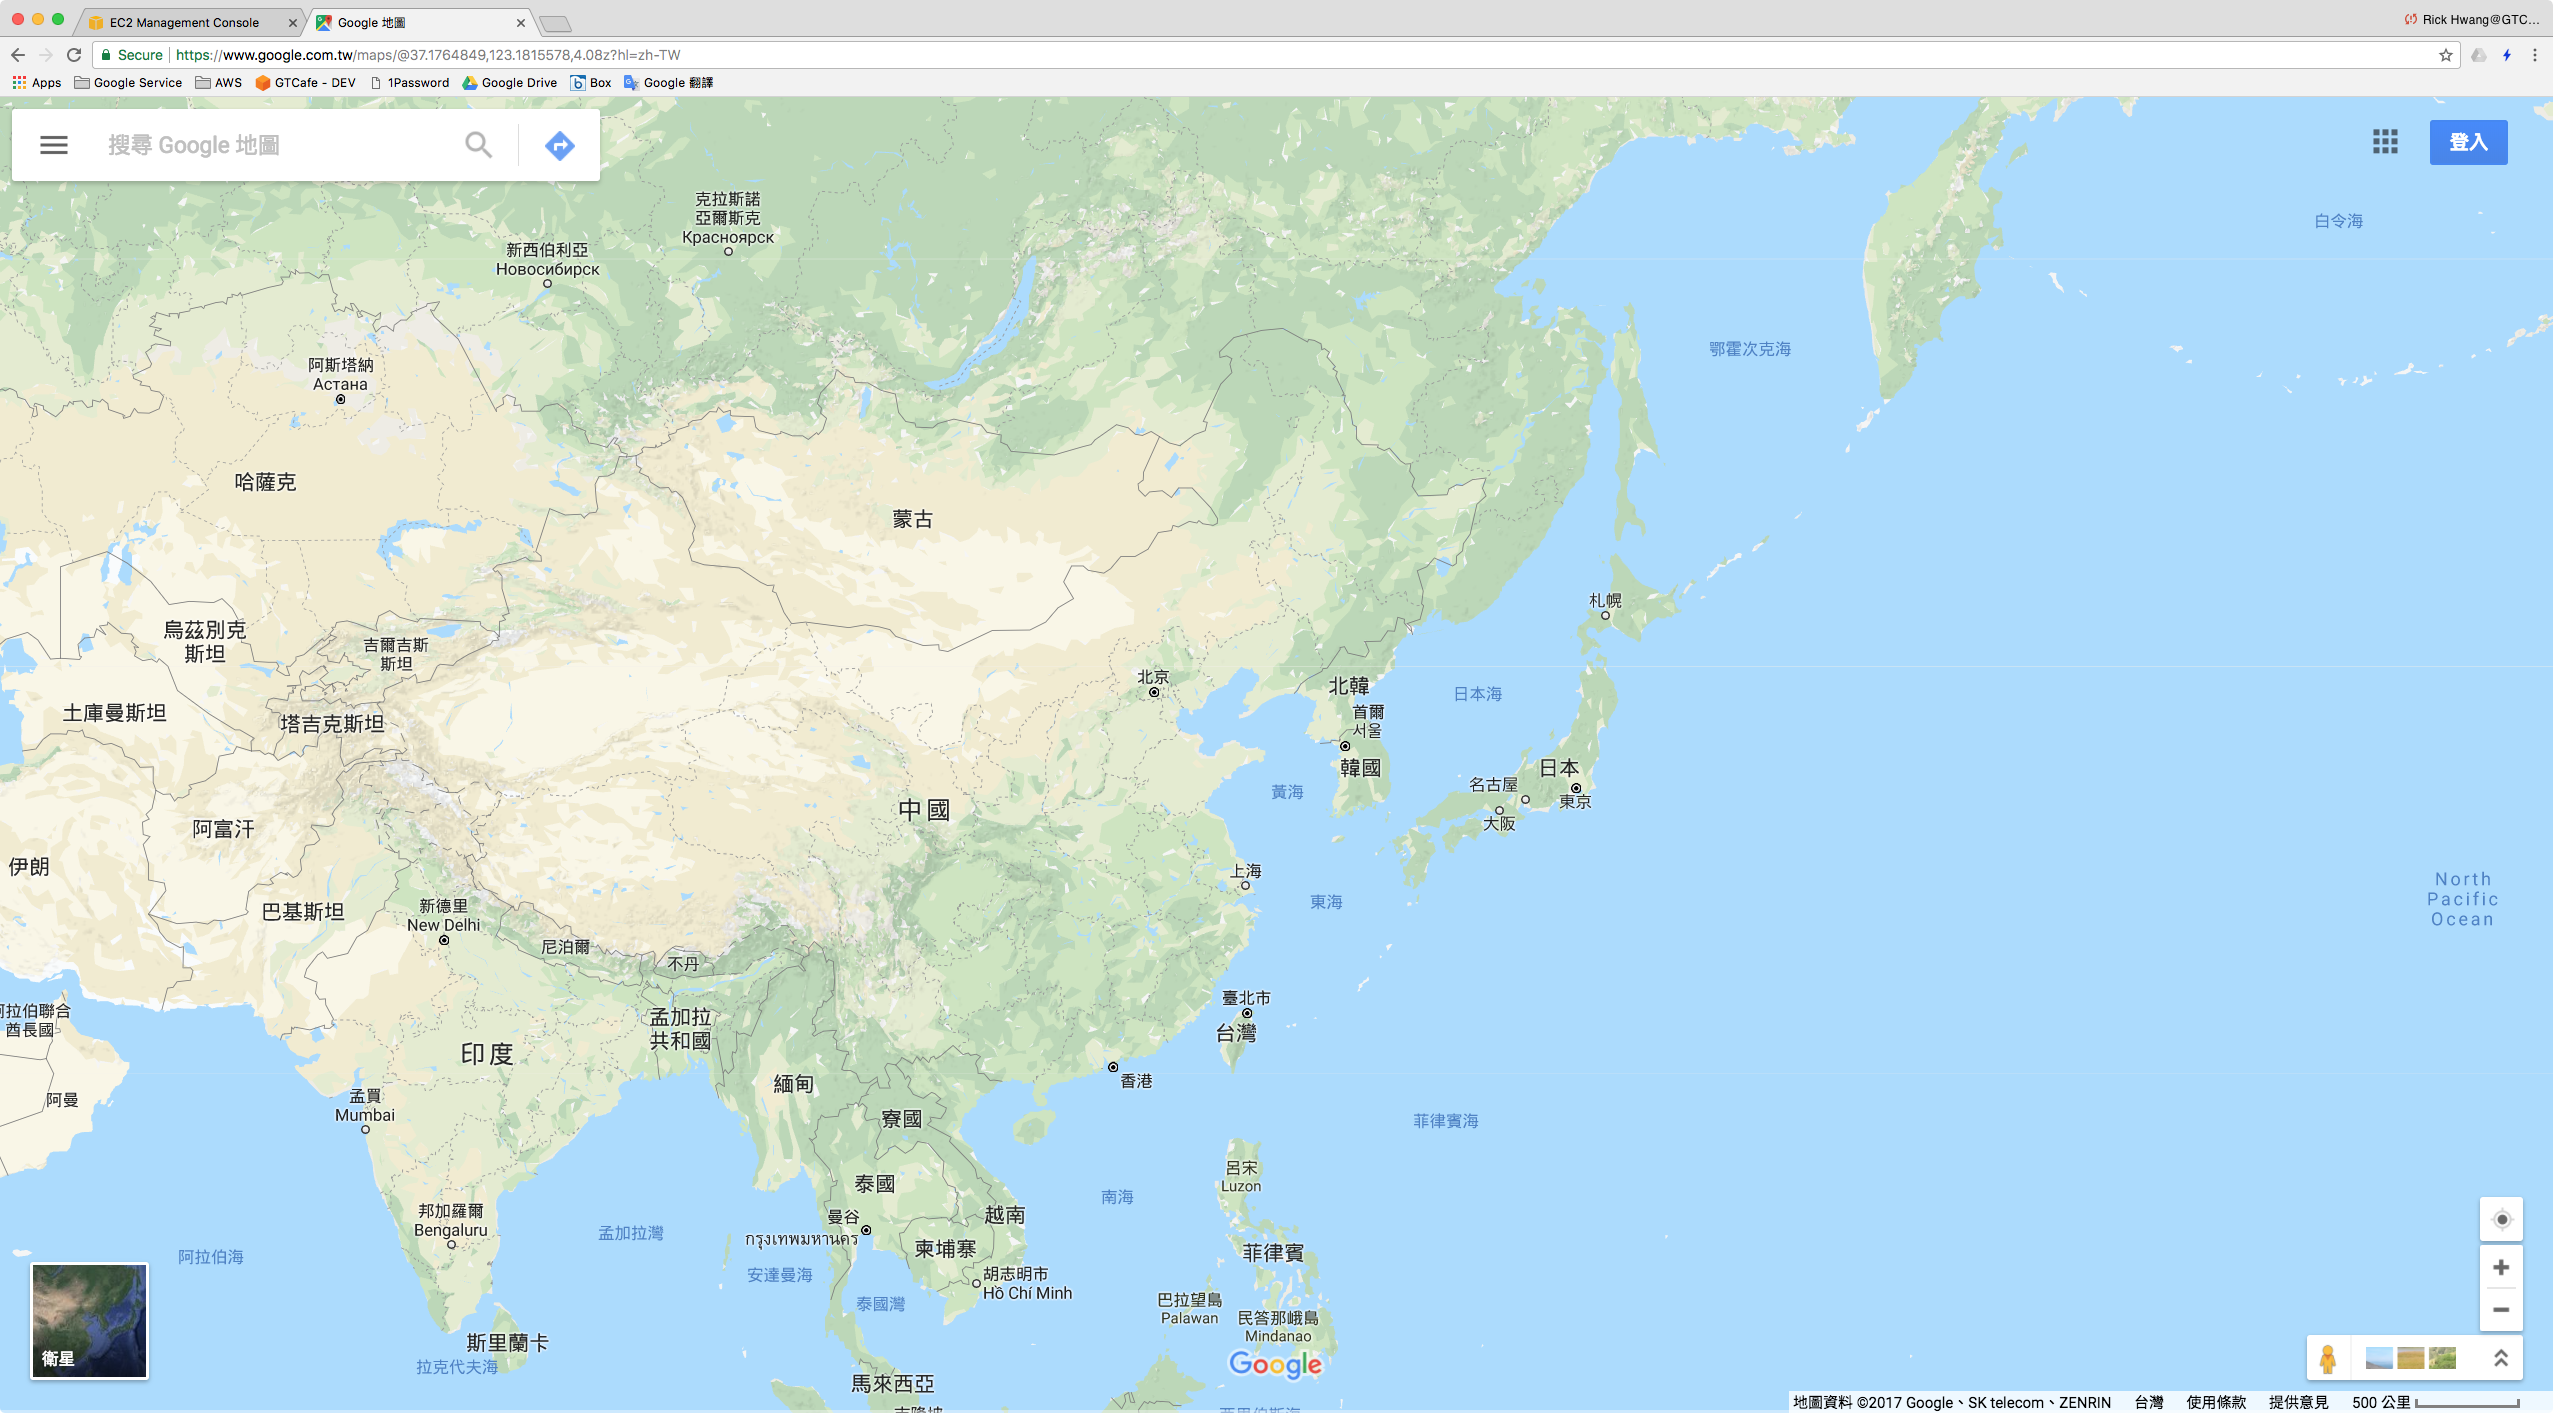 EC2 Management Console
Google 地圖
Rick Hwang@GTC...
Secure
https://www.google.com.tw/maps/@37.1764849,123.1815578,4.08z?hl=zh-TW
Apps
Google Service
AWS
GTCafe - DEV
1Password
Google Drive
Box
Google 翻譯
搜尋 Google 地圖
登入
克拉斯諾
亞爾斯克
Красноярск
白令海
新西伯利亞
Новосибирск
鄂霍次克海
阿斯塔納
Астана
哈薩克
蒙古
札幌
烏茲別克
斯坦
吉爾吉斯
斯坦
北京
北韓
日本海
土庫曼斯坦
塔吉克斯坦
首爾
서울
韓國
日本
名古屋
東京
大阪
黃海
中國
阿富汗
伊朗
上海
東海
North
Pacific
Ocean
巴基斯坦
新德里
New Delhi
尼泊爾
不丹
臺北市
台灣
阿拉伯聯合
酋長國
孟加拉
共和國
印度
香港
緬甸
阿曼
孟買
Mumbai
寮國
菲律賓海
呂宋
Luzon
泰國
南海
邦加羅爾
Bengaluru
曼谷
กรุงเทพมหานคร
越南
孟加拉灣
阿拉伯海
柬埔寨
菲律賓
安達曼海
胡志明市
Hồ Chí Minh
泰國灣
巴拉望島
Palawan
民答那峨島
Mindanao
斯里蘭卡
拉克代夫海
衛星
Google
馬來西亞
吉隆坡
西里伯斯海
地圖資料 ©2017 Google、SK telecom、ZENRIN
台灣
使用條款
提供意見
500 公里